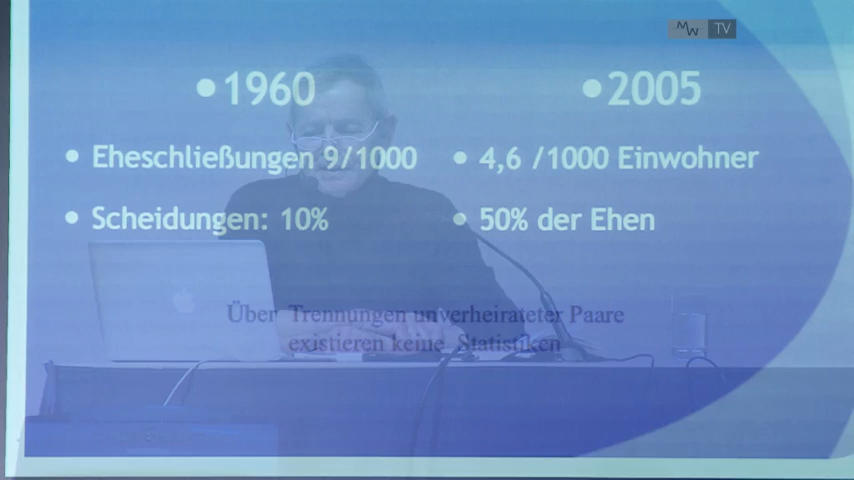 MW TV
•1960 •2005
• Eheschließungen 9/1000 • 4,6 /1000 Einwohner
• Scheidungen: 10% • 50% der Ehen
Über Trennungen unverheirateter Paare
existieren keine Statistiken